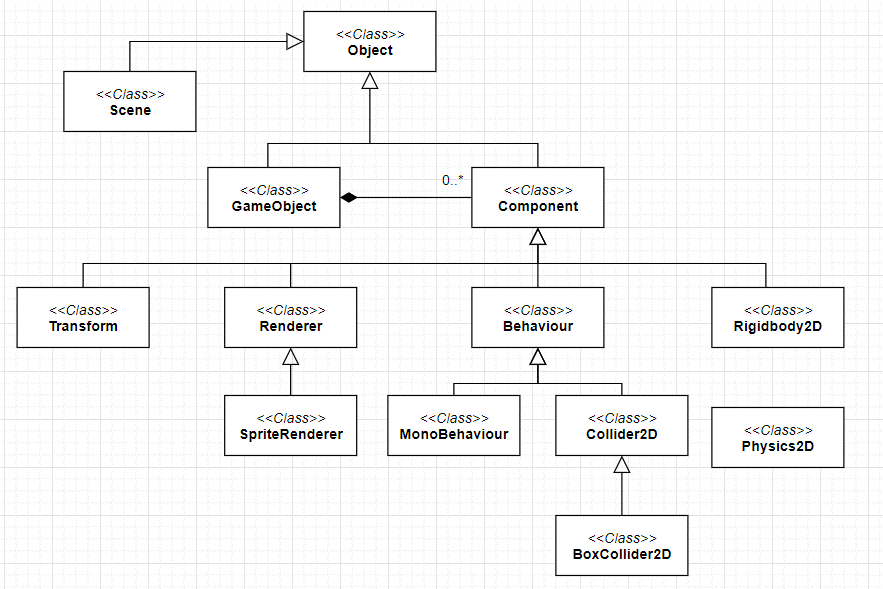 <<Class>>
Object
<<Class>>
Scene
<<Class>>
GameObject
0..*
<<Class>>
Component
<<Class>>
Transform
<<Class>>
Renderer
<<Class>>
Behaviour
<<Class>>
Rigidbody2D
<<Class>>
SpriteRenderer
<<Class>>
MonoBehaviour
<<Class>>
Collider2D
<<Class>>
Physics2D
<<Class>>
BoxCollider2D